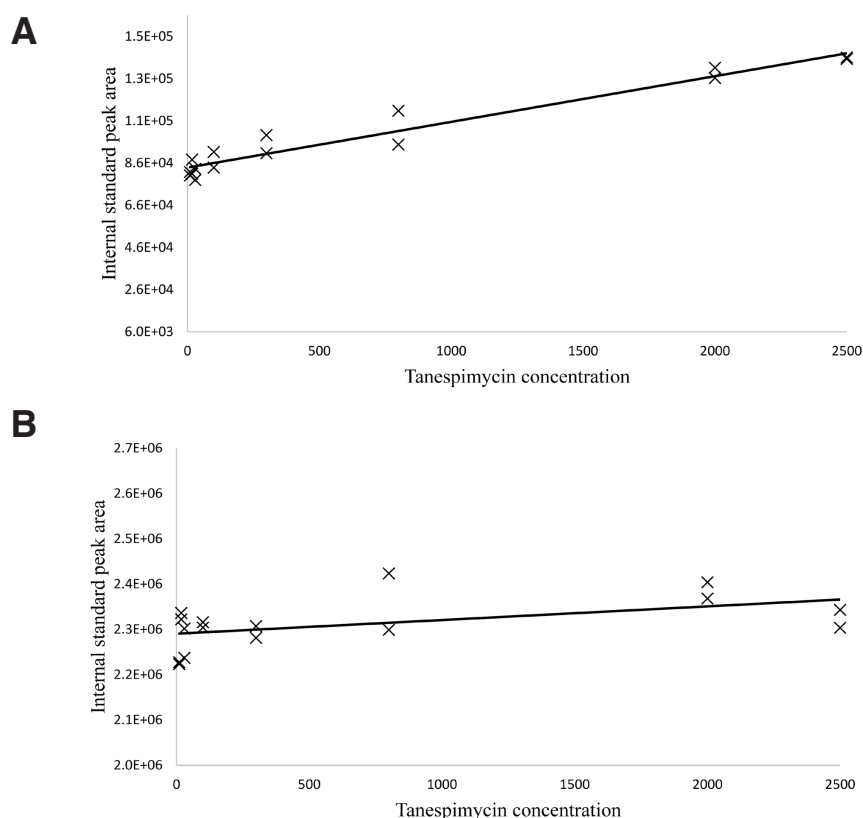 A
Internal standard peak area
1.5E+05
1.3E+05
1.1E+05
8.6E+04
6.6E+04
4.6E+04
2.6E+04
6.0E+03
0 500 1000 1500 2000 2500
Tanespimycin concentration
B
Internal standard peak area
2.7E+06
2.6E+06
2.5E+06
2.4E+06
2.3E+06
2.2E+06
2.1E+06
2.0E+06
0 500 1000 1500 2000 2500
Tanespimycin concentration